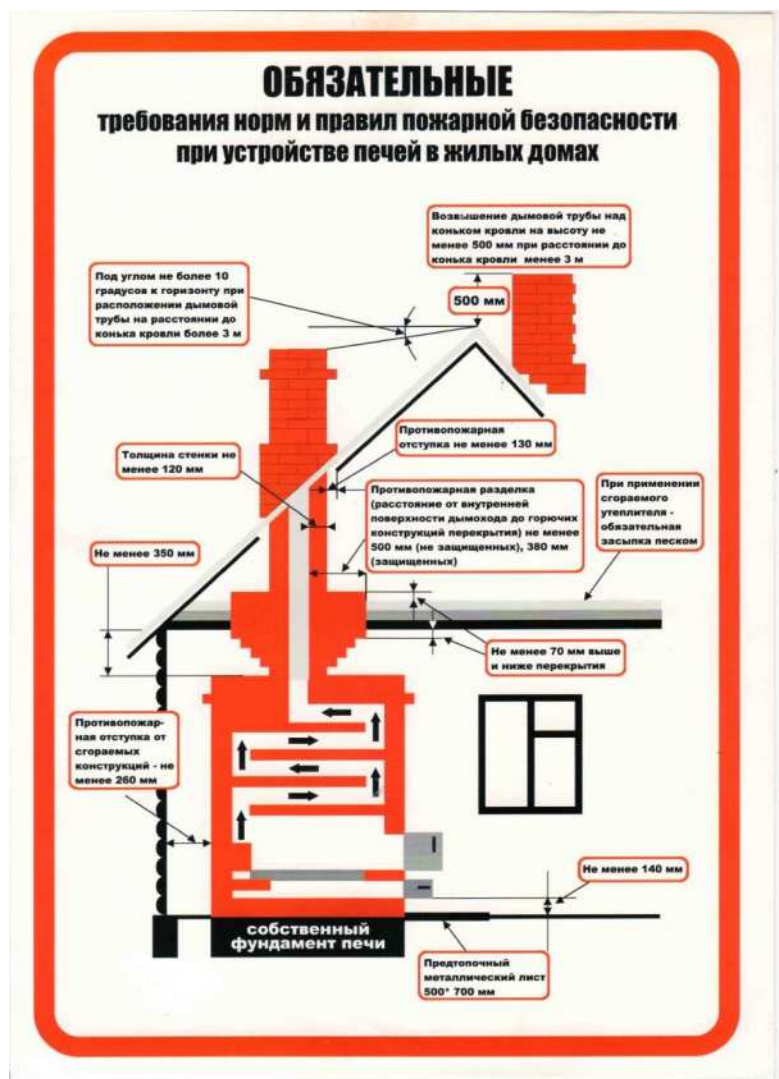 ОБЯЗАТЕЛЬНЫЕ
требования норм и правил пожарной безопасности
при устройстве печей в жилых домах
Возвышение дымовой трубы над
коньком кровли на высоту не
менее 500 мм при расстоянии до
конька кровли менее 3 м
Под углом не более 10
градусов к горизонту при
расположении дымовой
трубы на расстоянии до
конька кровли более 3 м
500 мм
Противопожарная
отступка не менее 130 мм
Толщина стенки не
менее 120 мм
Противопожарная разделка
(расстояние от внутренней
поверхности дымохода до горючих
конструкций перекрытия) не менее
500 мм (не защищенных), 380 мм
(защищенных)
При применении
сгораемого
утеплителя -
обязательная
засыпка песком
Не менее 350 мм
Не менее 70 мм выше
и ниже перекрытия
Противопожар-
ная отступка от
сгораемых
конструкций - не
менее 260 мм
Не менее 140 мм
собственный
фундамент печи
Предтопочный
металлический лист
500* 700 мм